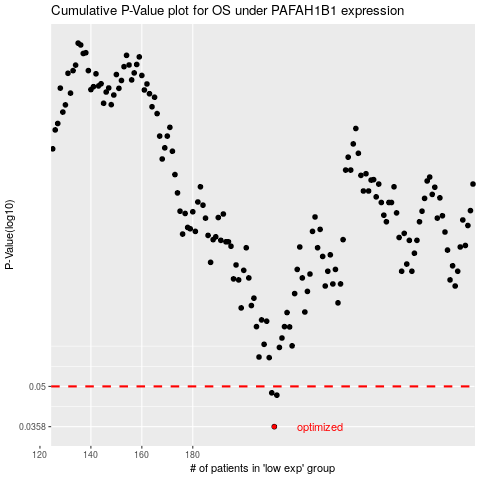 Cumulative P-Value plot for OS under PAFAH1B1 expression
P-Value(log10)
0.05
0.0358
optimized
120 140 160 180
# of patients in 'low exp' group